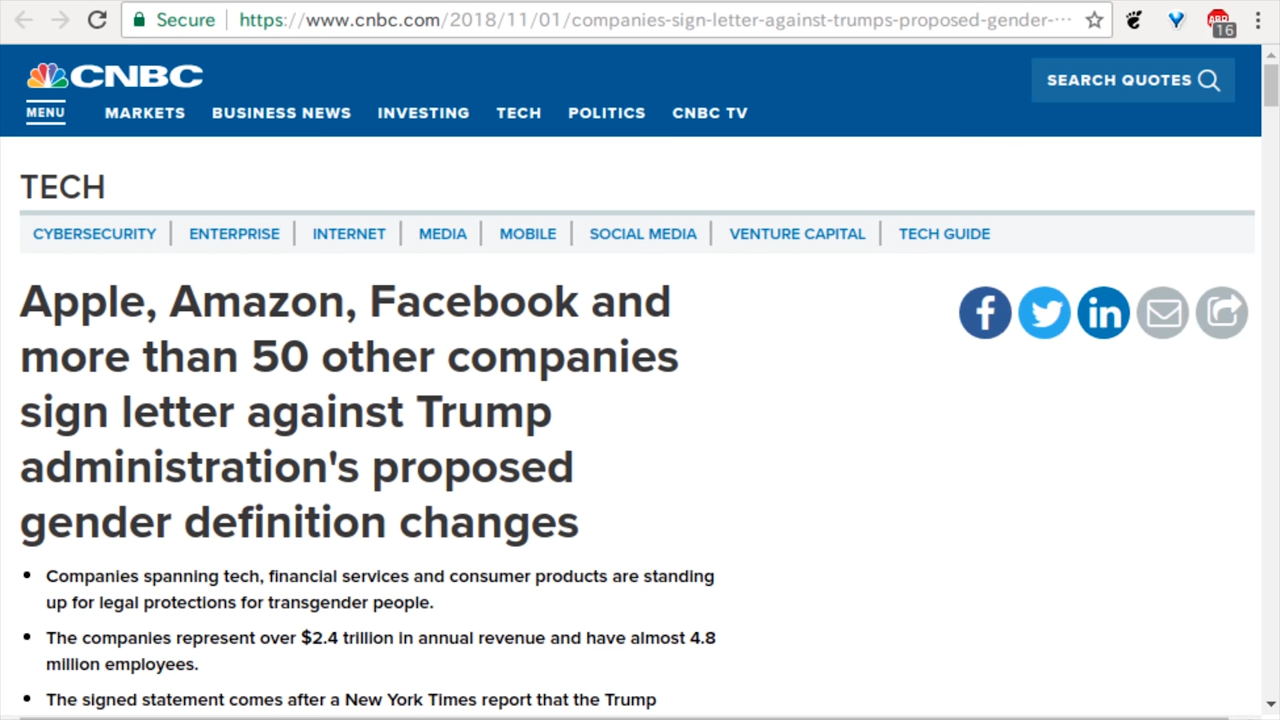 Secure https://www.cnbc.com/2018/11/01/companies-sign-letter-against-trumps-proposed-gender-···
ABP
16
CNBC
SEARCH QUOTES
MENU MARKETS BUSINESS NEWS INVESTING TECH POLITICS CNBC TV
TECH
CYBERSECURITY ENTERPRISE INTERNET MEDIA MOBILE SOCIAL MEDIA VENTURE CAPITAL TECH GUIDE
Apple, Amazon, Facebook and
more than 50 other companies
sign letter against Trump
administration's proposed
gender definition changes
• Companies spanning tech, financial services and consumer products are standing
up for legal protections for transgender people.
• The companies represent over $2.4 trillion in annual revenue and have almost 4.8
million employees.
• The signed statement comes after a New York Times report that the Trump